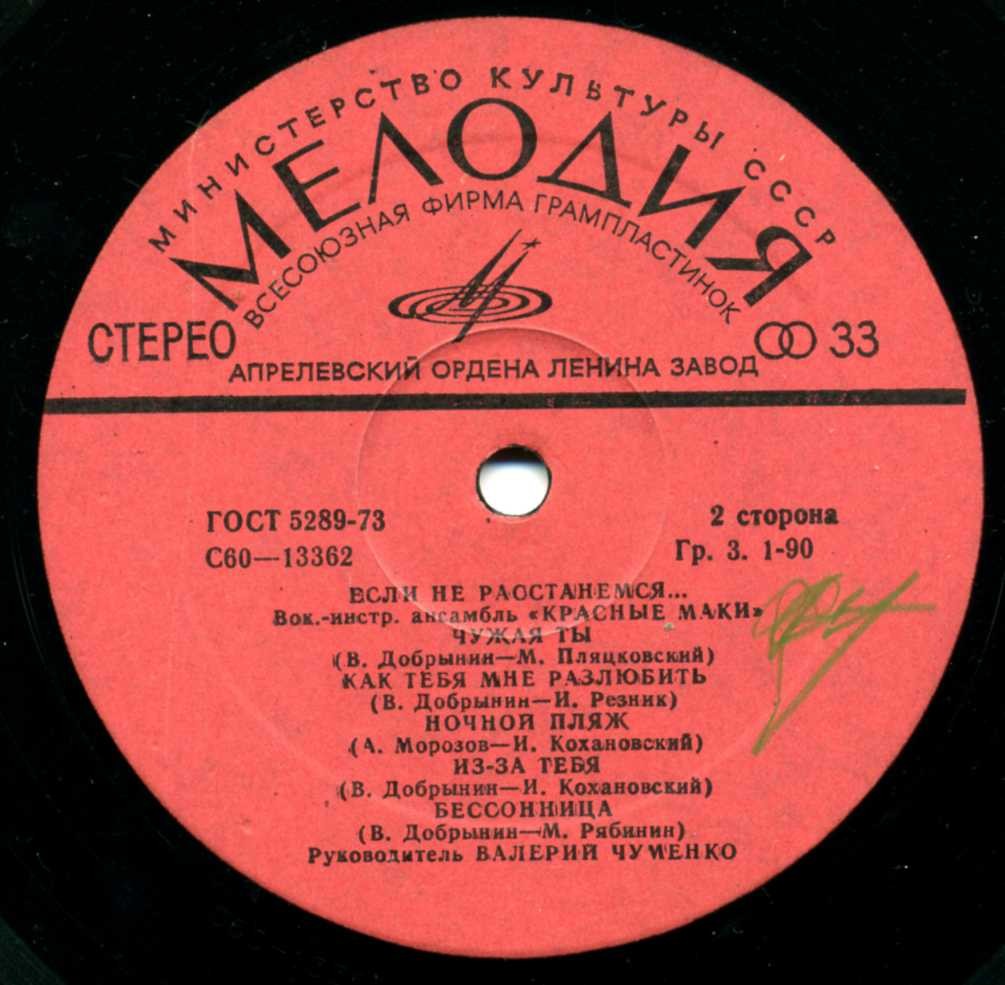 МИНИСТЕРСТВО КУЛЬТУРЫ СССР
МЕЛОДИЯ
ВСЕСОЮЗНАЯ ФИРМА ГРАМПЛАСТИНОК
СТЕРЕО
33
АПРЕЛЕВСКИЙ ОРДЕНА ЛЕНИНА ЗАВОД
ГОСТ 5289-73
2 сторона
С60—13362
Гр. 3. 1-90
ЕСЛИ НЕ РАССТАНЕМСЯ...
Вок.-инстр. ансамбль «КРАСНЫЕ МАКИ»
ЧУЖАЯ ТЫ
(В. Добрынин—М. Пляцковский)
КАК ТЕБЯ МНЕ РАЗЛЮБИТЬ
(В. Добрынин—И. Резник)
НОЧНОЙ ПЛЯЖ
(А. Морозов—И. Кохановский)
ИЗ-ЗА ТЕБЯ
(В. Добрынин—И. Кохановский)
БЕССОННИЦА
(В. Добрынин—М. Рябинин)
Руководитель ВАЛЕРИЙ ЧУМЕНКО